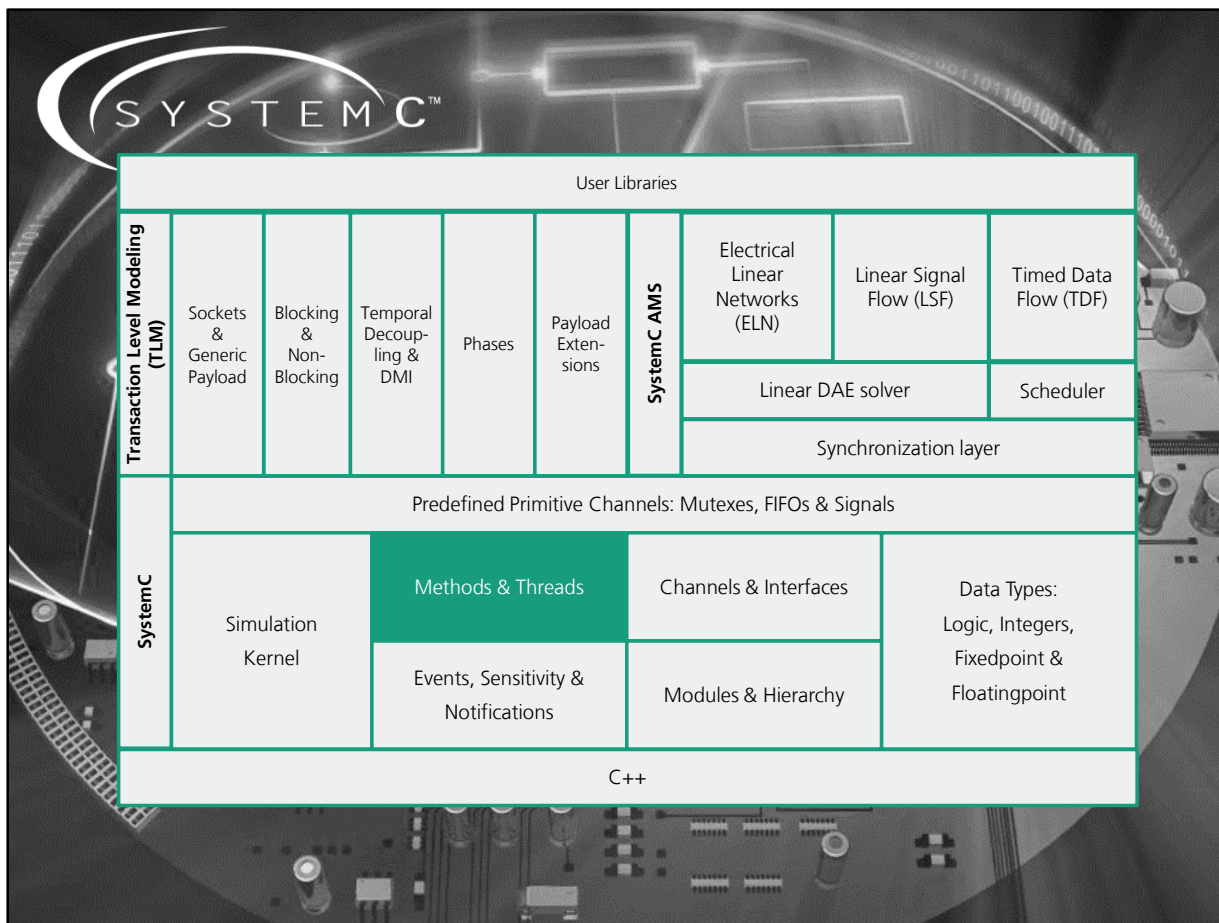 SYSTEMC™
User Libraries
Transaction Level Modeling
(TLM)
Sockets
&
Generic
Payload
Blocking
&
Non-
Blocking
Temporal
Decoup-
ling &
DMI
Phases
Payload
Exten-
sions
SystemC AMS
Electrical
Linear
Networks
(ELN)
Linear Signal
Flow (LSF)
Timed Data
Flow (TDF)
Linear DAE solver
Scheduler
Synchronization layer
SystemC
Predefined Primitive Channels: Mutexes, FIFOs & Signals
Simulation
Kernel
Methods & Threads
Channels & Interfaces
Data Types:
Logic, Integers,
Fixedpoint &
Floatingpoint
Events, Sensitivity &
Notifications
Modules & Hierarchy
C++